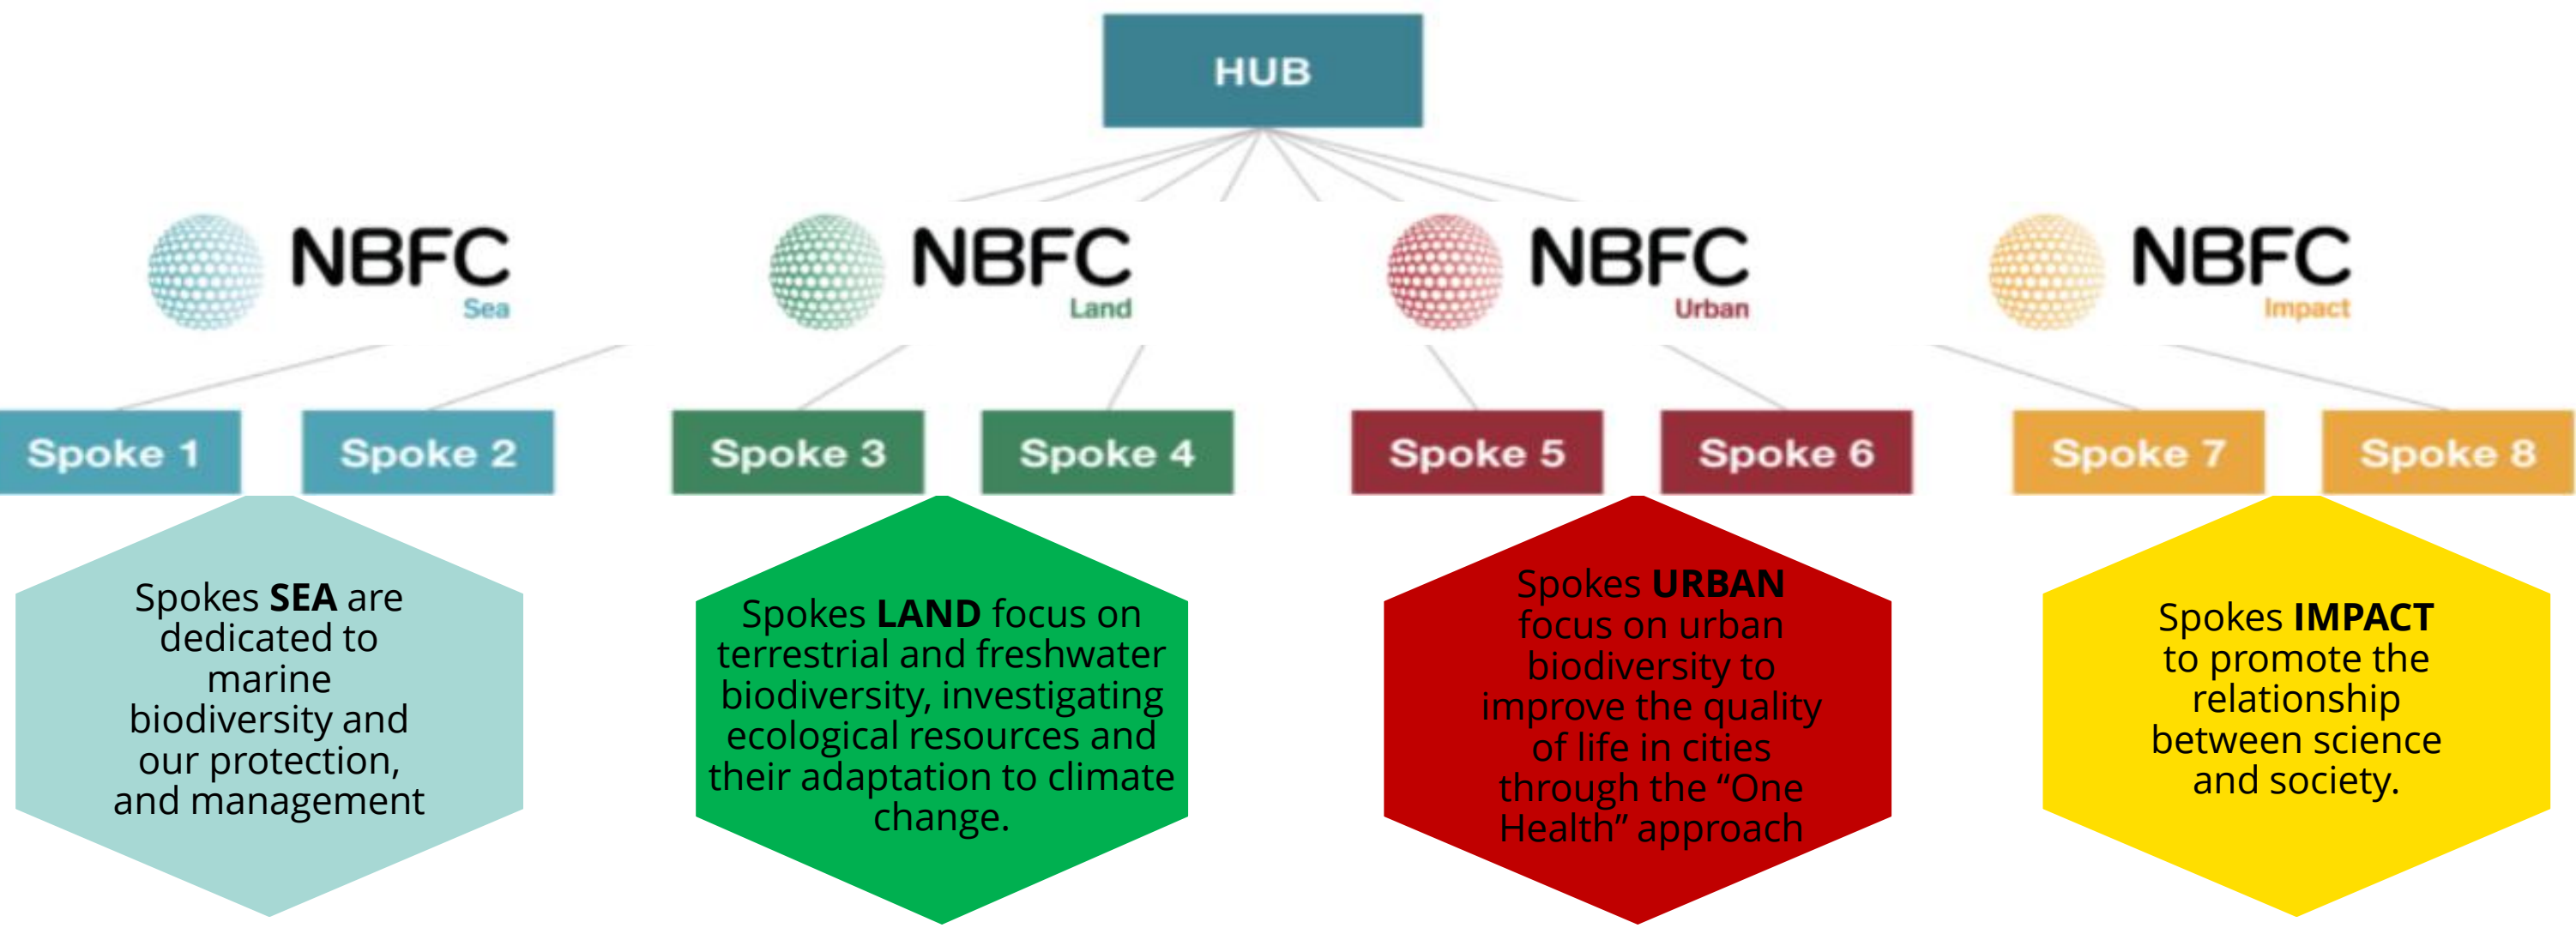 HUB
NBFC
Sea
NBFC
Land
NBFC
Urban
NBFC
Impact
Spoke 1
Spoke 2
Spoke 3
Spoke 4
Spoke 5
Spoke 6
Spoke 7
Spoke 8
Spokes SEA are
dedicated to
marine
biodiversity and
our protection,
and management
Spokes LAND focus on
terrestrial and freshwater
biodiversity, investigating
ecological resources and
their adaptation to climate
change.
Spokes URBAN
focus on urban
biodiversity to
improve the quality
of life in cities
through the “One
Health” approach
Spokes IMPACT
to promote the
relationship
between science
and society.